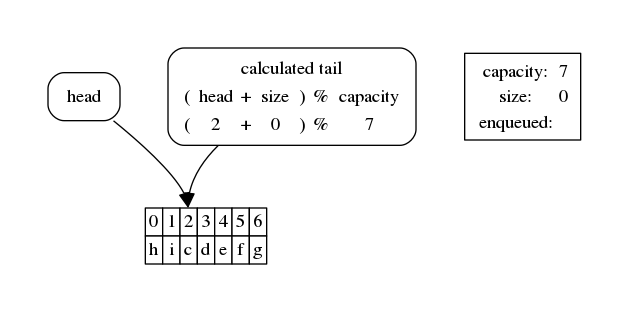 head
calculated tail
( head + size ) % capacity
( 2 + 0 ) % 7
capacity: 7
size: 0
enqueued:
0 1 2 3 4 5 6
h i c d e f g